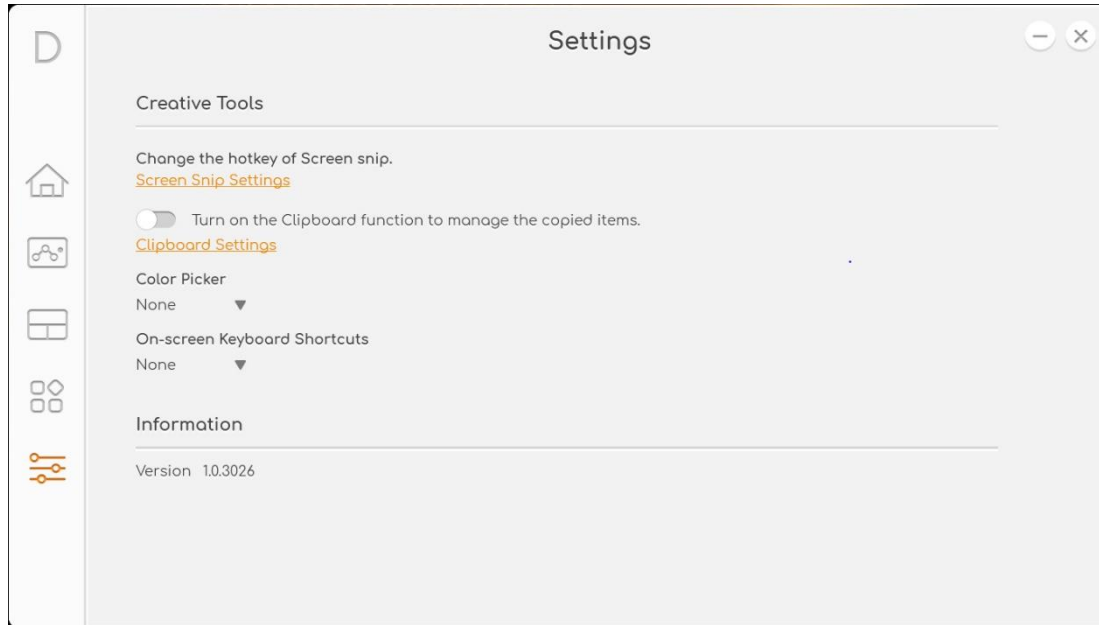 D
Settings
Creative Tools
Change the hotkey of Screen snip.
Screen Snip Settings
Turn on the Clipboard function to manage the copied items.
Clipboard Settings
Color Picker
None
On-screen Keyboard Shortcuts
None
Information
Version 1.0.3026